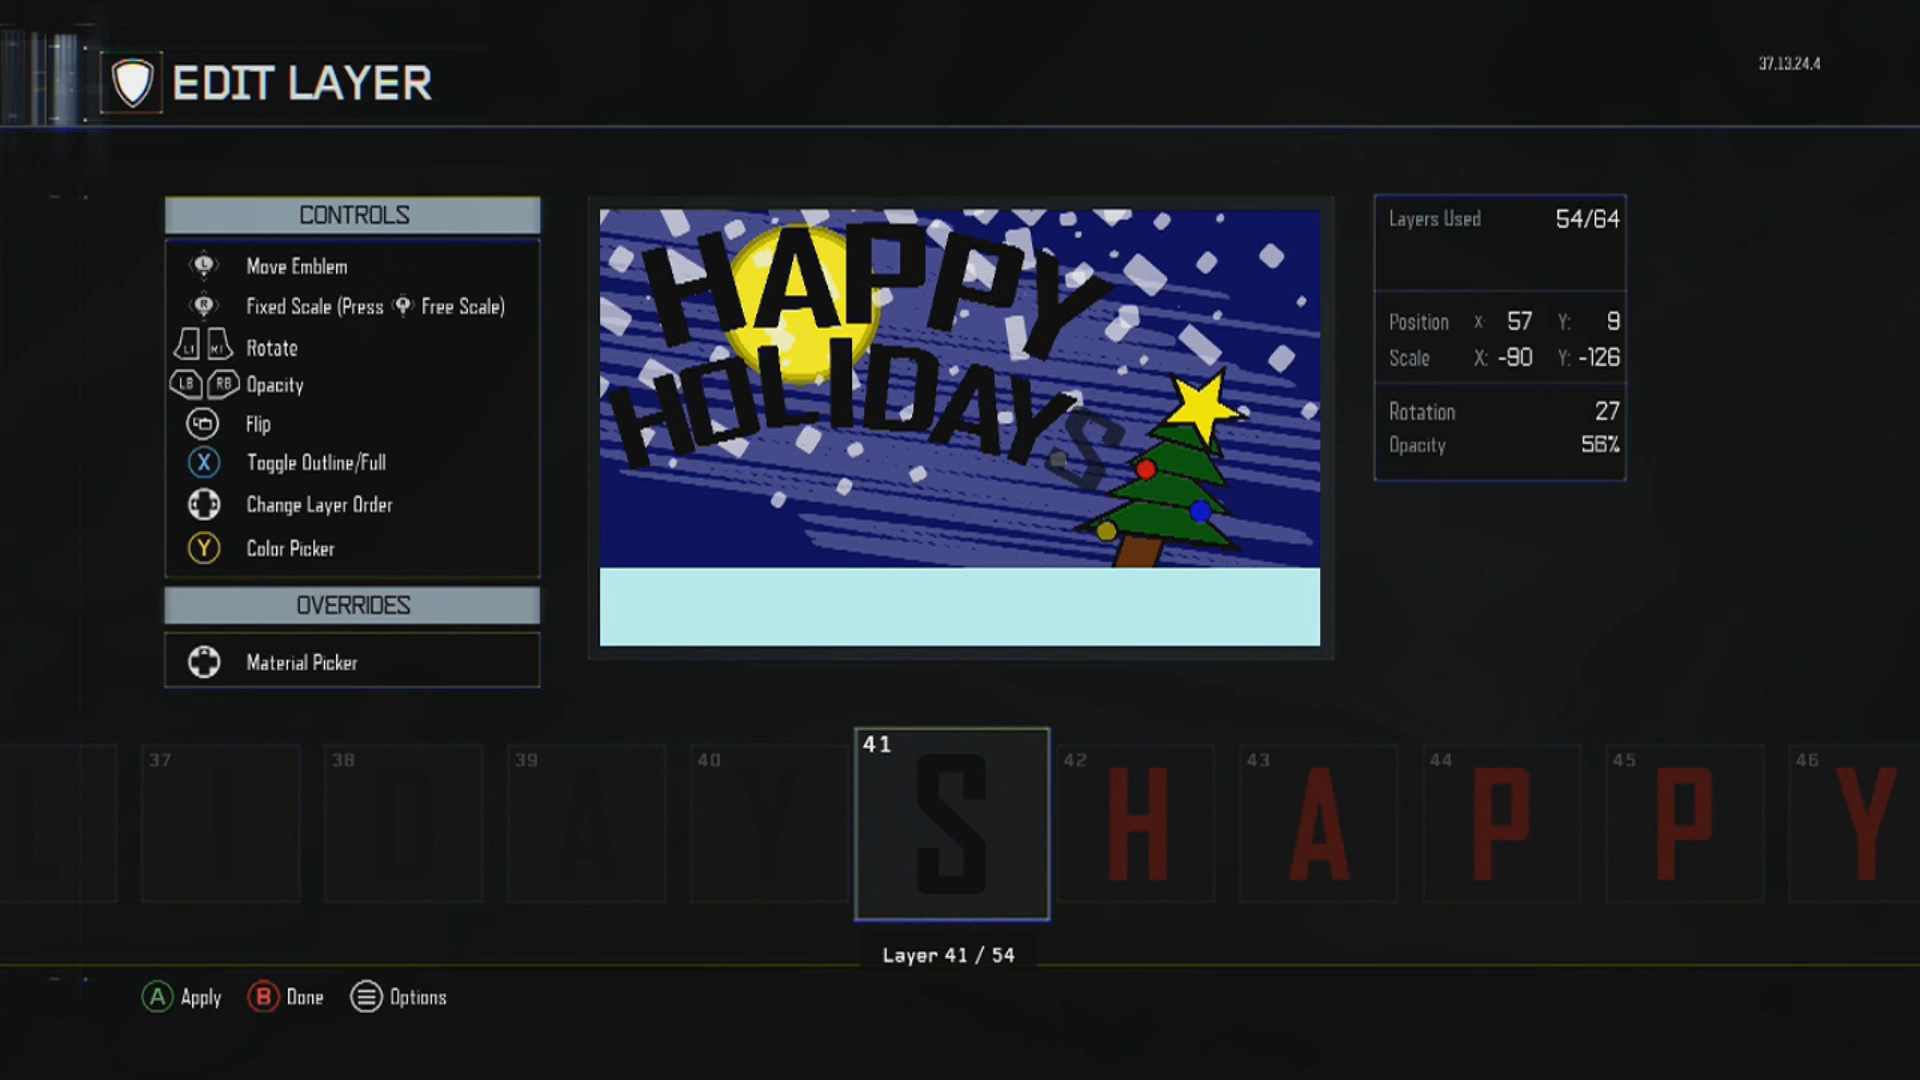 EDIT LAYER
37.13.24.4
CONTROLS
L Move Emblem
R Fixed Scale (Press R Free Scale)
LT RT Rotate
LB RB Opacity
Flip
X Toggle Outline/Full
Change Layer Order
Y Color Picker
OVERRIDES
Material Picker
HAPPY
HOLIDAYS
Layers Used 54/64
Position X: 57 Y: 9
Scale X: -90 Y: -126
Rotation 27
Opacity 56%
37 38 39 40 41 42 43 44 45 46
L I D A Y S H A P P Y
Layer 41 / 54
A Apply B Done Options